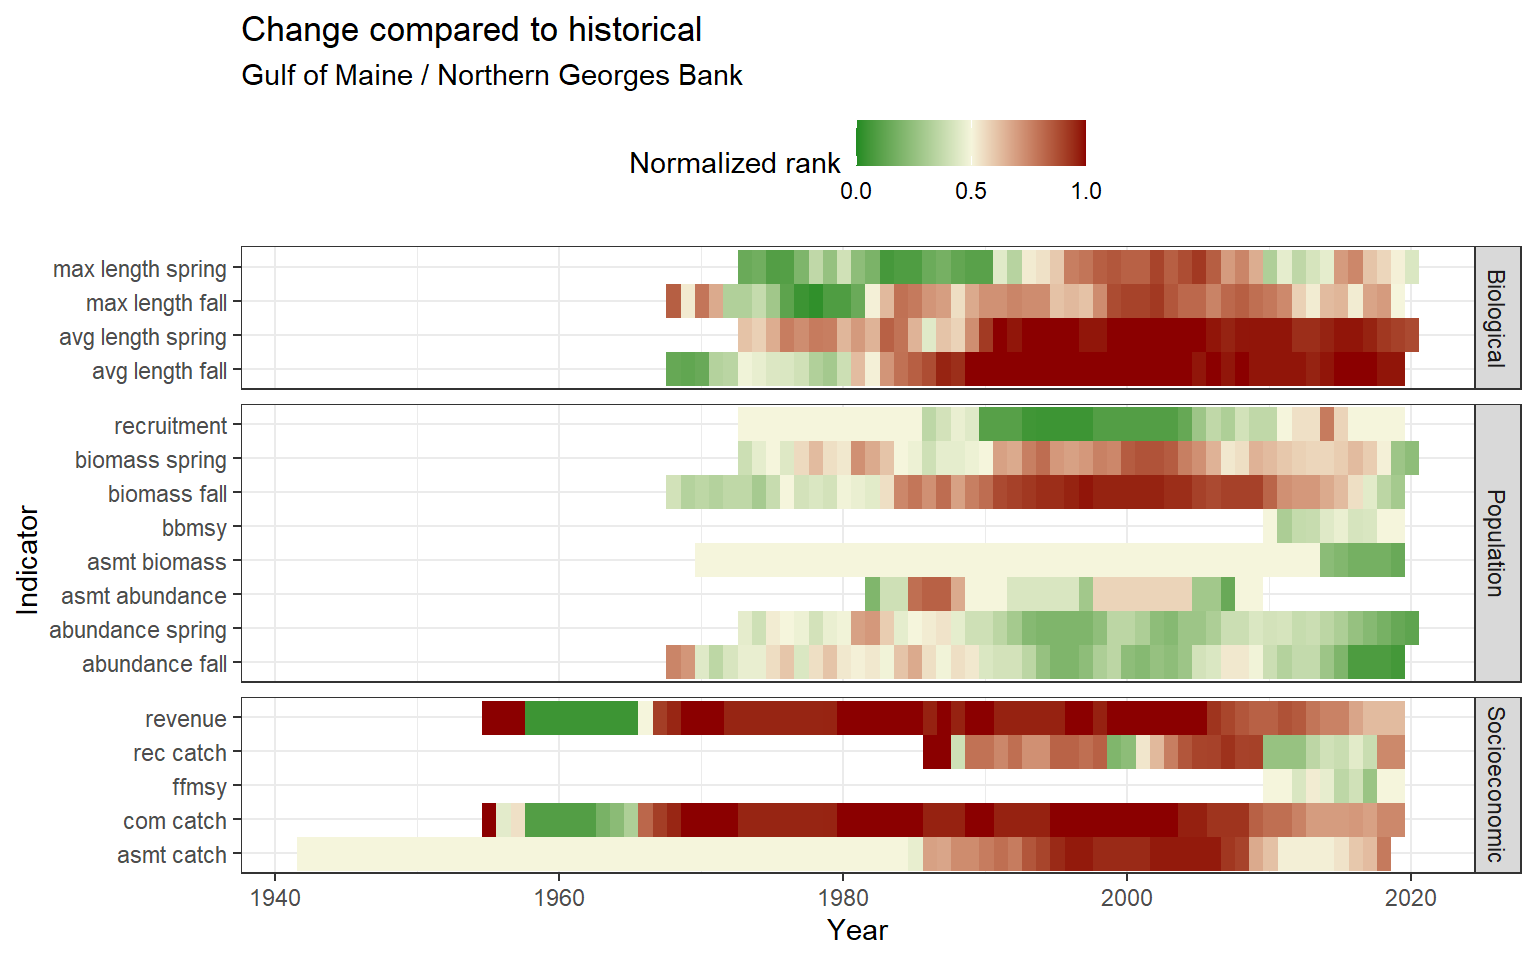 Change compared to historical
Gulf of Maine / Northern Georges Bank
Normalized rank
0.0 0.5 1.0
Indicator
max length spring
max length fall
avg length spring
avg length fall
Biological
recruitment
biomass spring
biomass fall
bbmsy
asmt biomass
asmt abundance
abundance spring
abundance fall
Population
revenue
rec catch
ffmsy
com catch
asmt catch
Socioeconomic
1940 1960 1980 2000 2020
Year